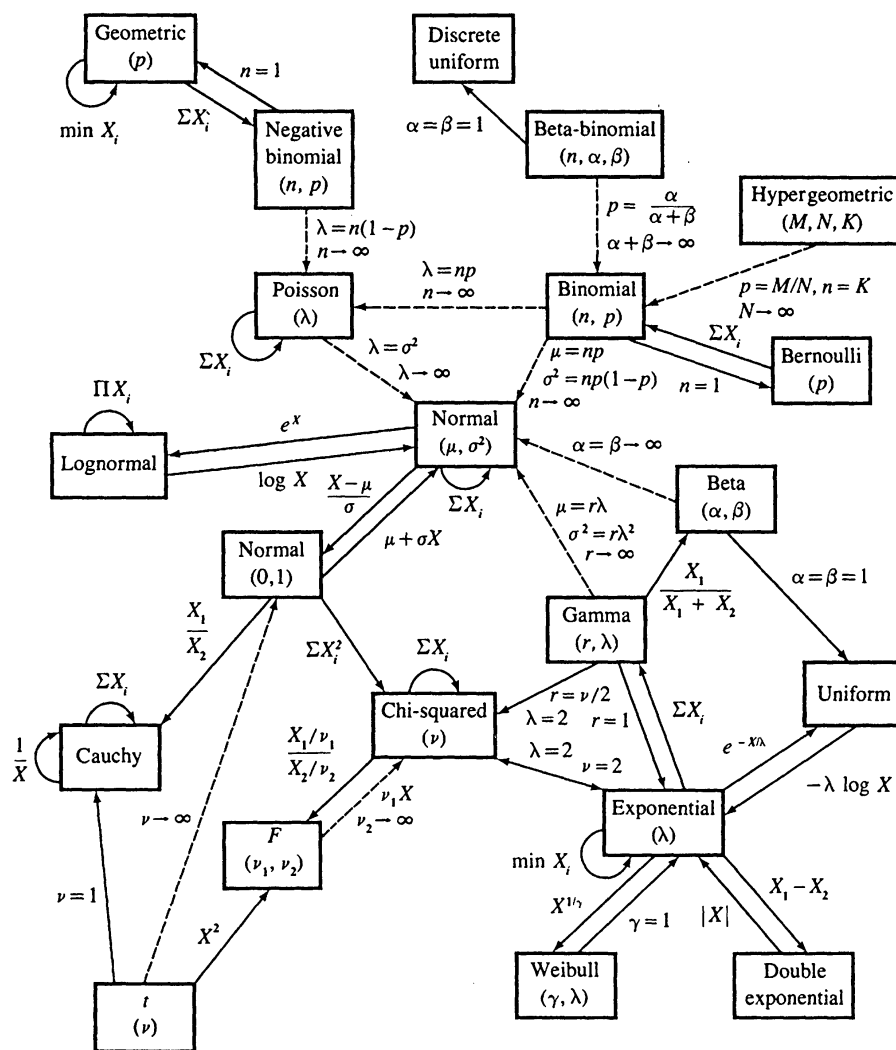 Geometric
(p)
n = 1
min X_i
ΣX_i
Negative
binomial
(n, p)
Discrete
uniform
α = β = 1
Beta-binomial
(n, α, β)
Hypergeometric
(M, N, K)
λ = n(1 − p)
n → ∞
p = α / (α + β)
α + β → ∞
p = M/N, n = K
N → ∞
Poisson
(λ)
ΣX_i
λ = np
n → ∞
Binomial
(n, p)
ΣX_i
n = 1
Bernoulli
(p)
λ = σ²
λ → ∞
μ = np
σ² = np(1 − p)
n → ∞
ΠX_i
Lognormal
e^X
log X
Normal
(μ, σ²)
ΣX_i
α = β → ∞
Beta
(α, β)
(X − μ) / σ
μ + σX
μ = rλ
σ² = rλ²
r → ∞
X_1 / (X_1 + X_2)
α = β = 1
Normal
(0, 1)
Gamma
(r, λ)
Uniform
X_1 / X_2
ΣX_i²
ΣX_i
Chi-squared
(ν)
r = ν/2
λ = 2
r = 1
ΣX_i
λ = 2
ν = 2
e^(−X/λ)
−λ log X
ΣX_i
1/X
Cauchy
(X_1/ν_1) / (X_2/ν_2)
ν_1X
ν_2 → ∞
ν → ∞
F
(ν_1, ν_2)
Exponential
(λ)
min X_i
ν = 1
X²
X^(1/γ)
γ = 1
|X|
X_1 − X_2
t
(ν)
Weibull
(γ, λ)
Double
exponential